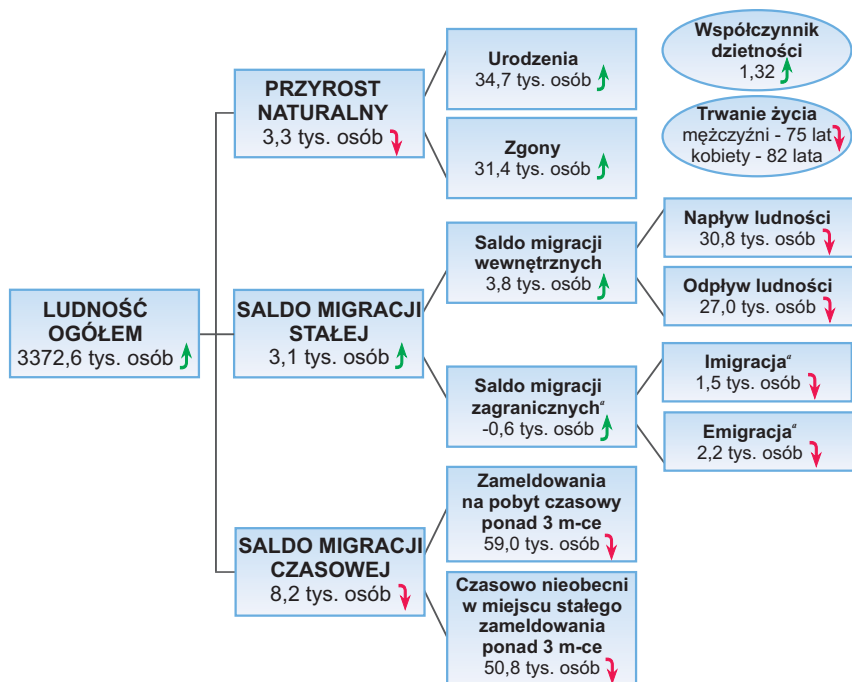 LUDNOŚĆ
OGÓŁEM
3372,6 tys. osób
PRZYROST
NATURALNY
3,3 tys. osób
Urodzenia
34,7 tys. osób
Zgony
31,4 tys. osób
Współczynnik
dzietności
1,32
Trwanie życia
mężczyźni - 75 lat
kobiety - 82 lata
SALDO MIGRACJI
STAŁEJ
3,1 tys. osób
Saldo migracji
wewnętrznych
3,8 tys. osób
Napływ ludności
30,8 tys. osób
Odpływ ludności
27,0 tys. osób
Saldo migracji
zagranicznychᵃ
-0,6 tys. osób
Imigracjaᵃ
1,5 tys. osób
Emigracjaᵃ
2,2 tys. osób
SALDO MIGRACJI
CZASOWEJ
8,2 tys. osób
Zameldowania
na pobyt czasowy
ponad 3 m-ce
59,0 tys. osób
Czasowo nieobecni
w miejscu stałego
zameldowania
ponad 3 m-ce
50,8 tys. osób